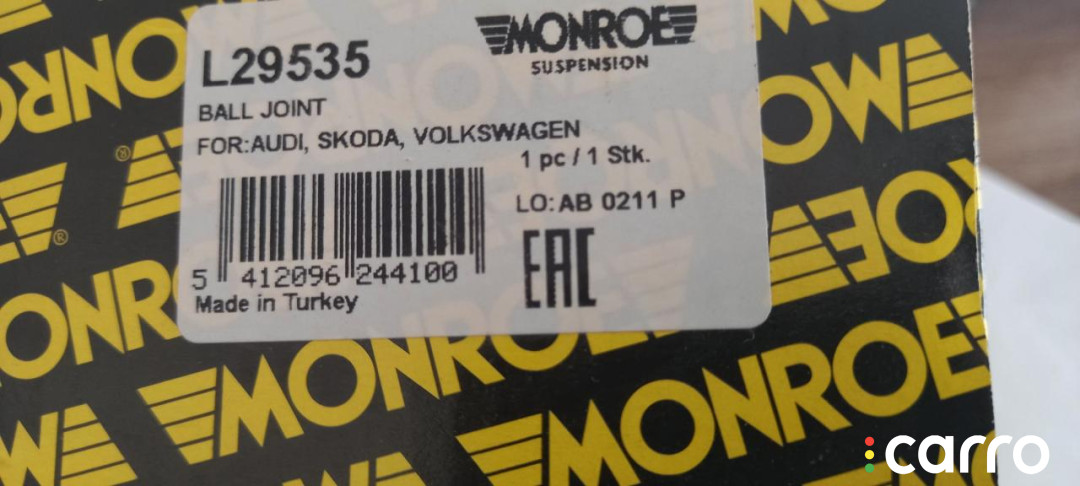 L29535
MONROE
SUSPENSION
BALL JOINT
FOR:AUDI, SKODA, VOLKSWAGEN
1 pc / 1 Stk.
LO:AB 0211 P
5 412096 244100
EAC
Made in Turkey
MONROE
MONROE
MONROE
®
®
carro